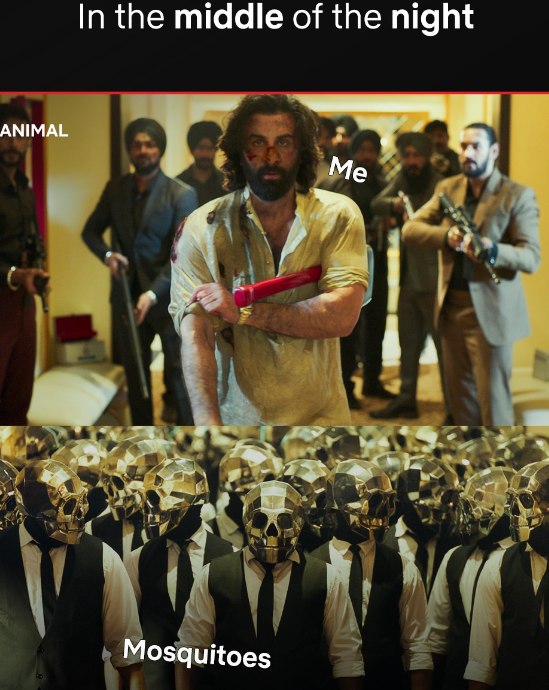 In the middle of the night
ANIMAL
Me
Mosquitoes